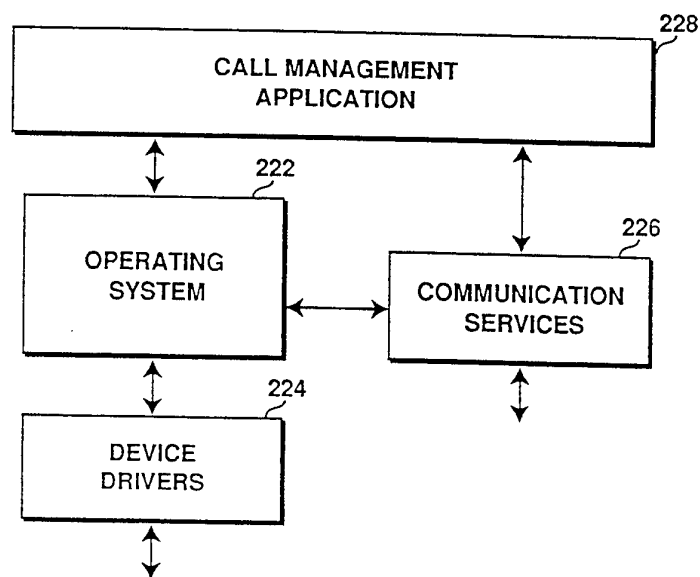 228
CALL MANAGEMENT
APPLICATION
222
OPERATING
SYSTEM
226
COMMUNICATION
SERVICES
224
DEVICE
DRIVERS